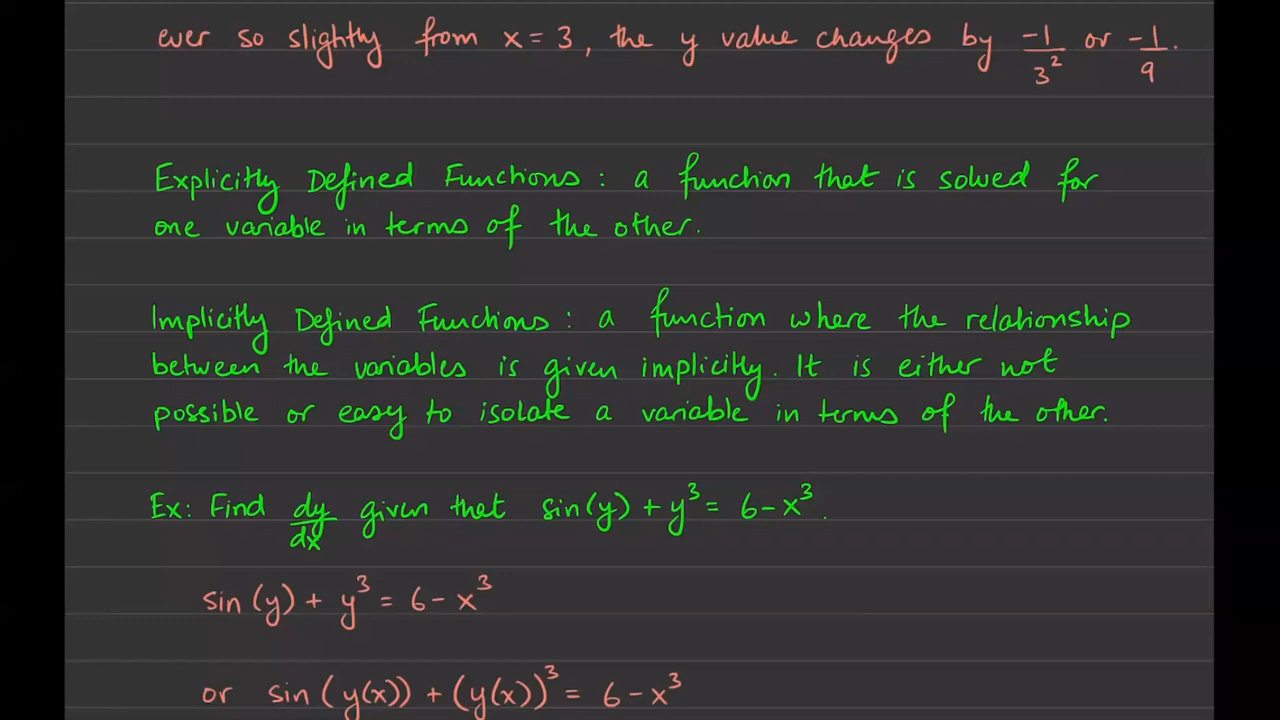 ever so slightly from x = 3, the y value changes by -1/3² or -1/9.
Explicitly Defined Functions: a function that is solved for
one variable in terms of the other.
Implicitly Defined Functions: a function where the relationship
between the variables is given implicitly. It is either not
possible or easy to isolate a variable in terms of the other.
Ex: Find dy/dx given that sin(y) + y³ = 6 - x³.
sin(y) + y³ = 6 - x³
or sin(y(x)) + (y(x))³ = 6 - x³